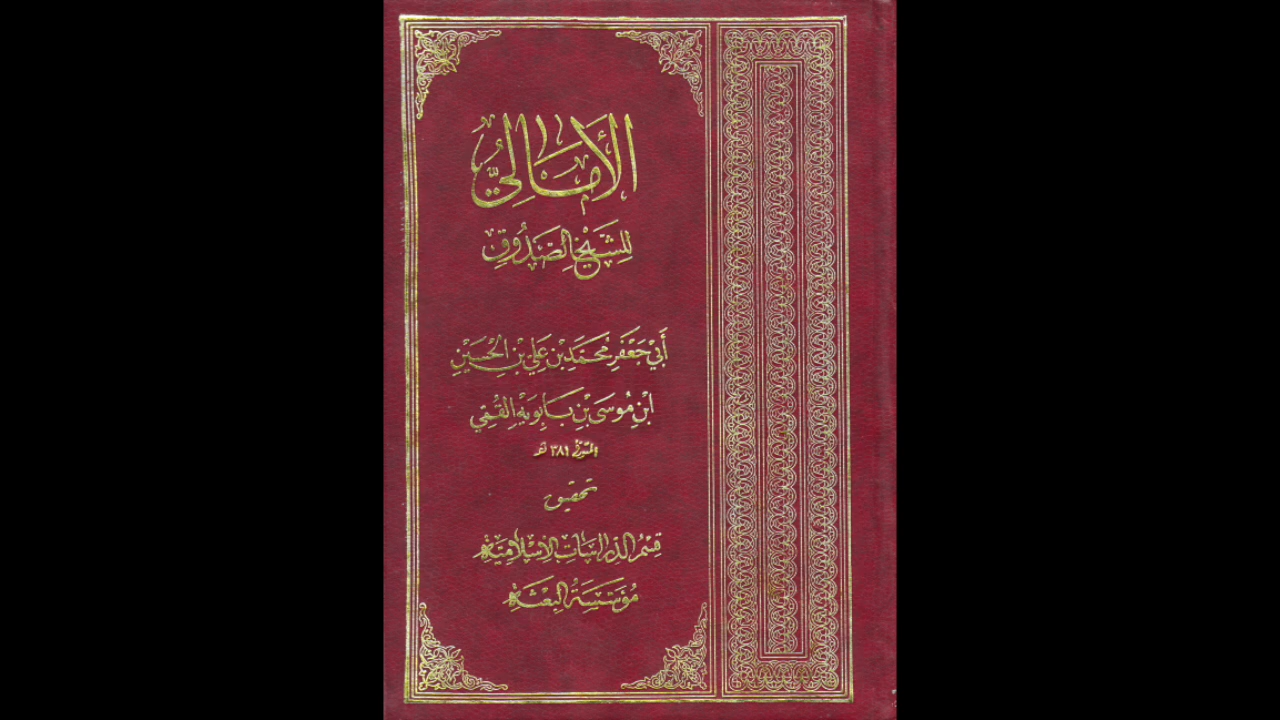 الأمالي
للشيخ الصدوق
أبي جعفر محمد بن علي بن الحسين
ابن موسى بن بابويه القمي
المتوفى ٣٨١ هـ
تحقيق
قسم الدراسات الإسلامية
مؤسسة البعثة